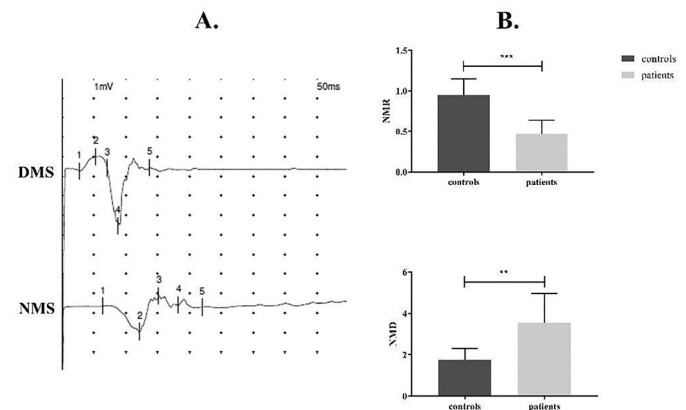 A.
1mV
50ms
DMS
1
2
3
4
5
NMS
1
2
3
4
5
B.
1.5
1.0
0.5
0.0
NMR
***
controls
patients
controls
patients
6
4
2
0
NMD
**
controls
patients